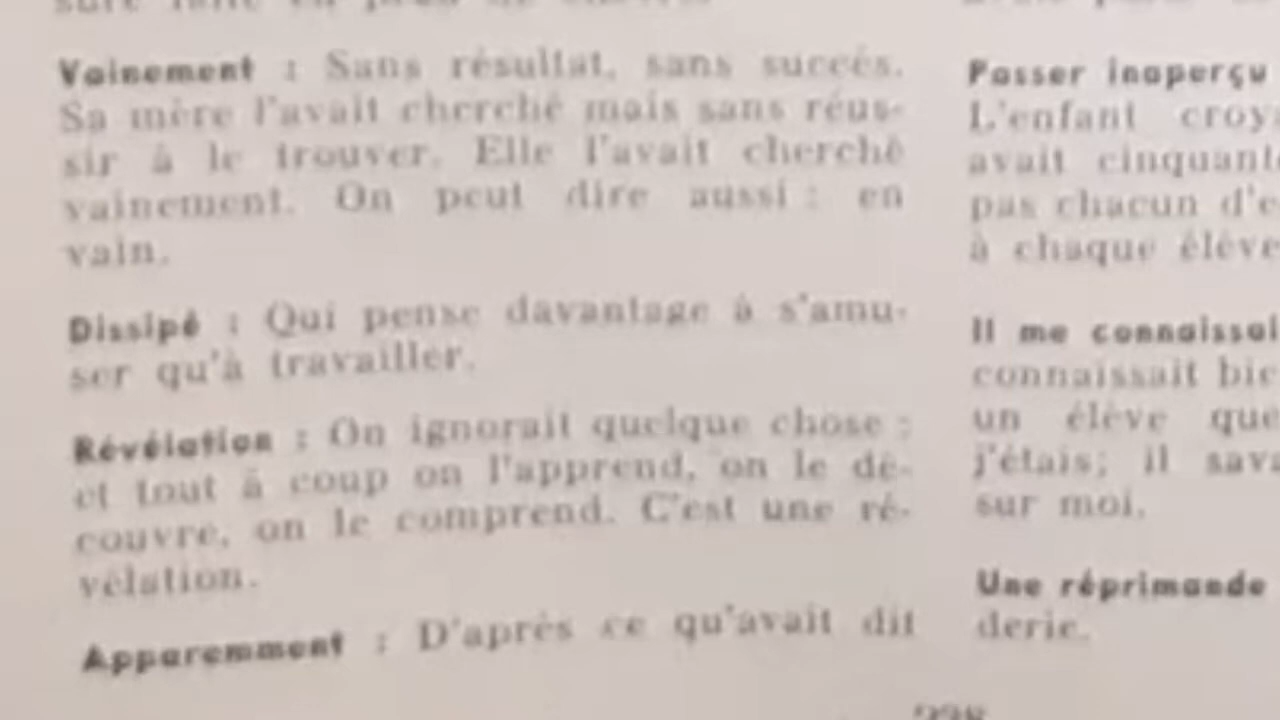 Vainement : Sans résultat, sans succès.
Sa mère l'avait cherché mais sans réus-
sir à le trouver. Elle l'avait cherché
vainement. On peut dire aussi : en
vain.
Dissipé : Qui pense davantage à s'amu-
ser qu'à travailler.
Révélation : On ignorait quelque chose ;
et tout à coup on l'apprend, on le dé-
couvre, on le comprend. C'est une ré-
vélation.
Apparemment : D'après ce qu'avait dit
Passer inaperçu
L'enfant croy
avait cinquant
pas chacun d'e
à chaque élève
Il me connaissai
connaissait bie
un élève que
j'étais; il sav
sur moi.
Une réprimande
derie.